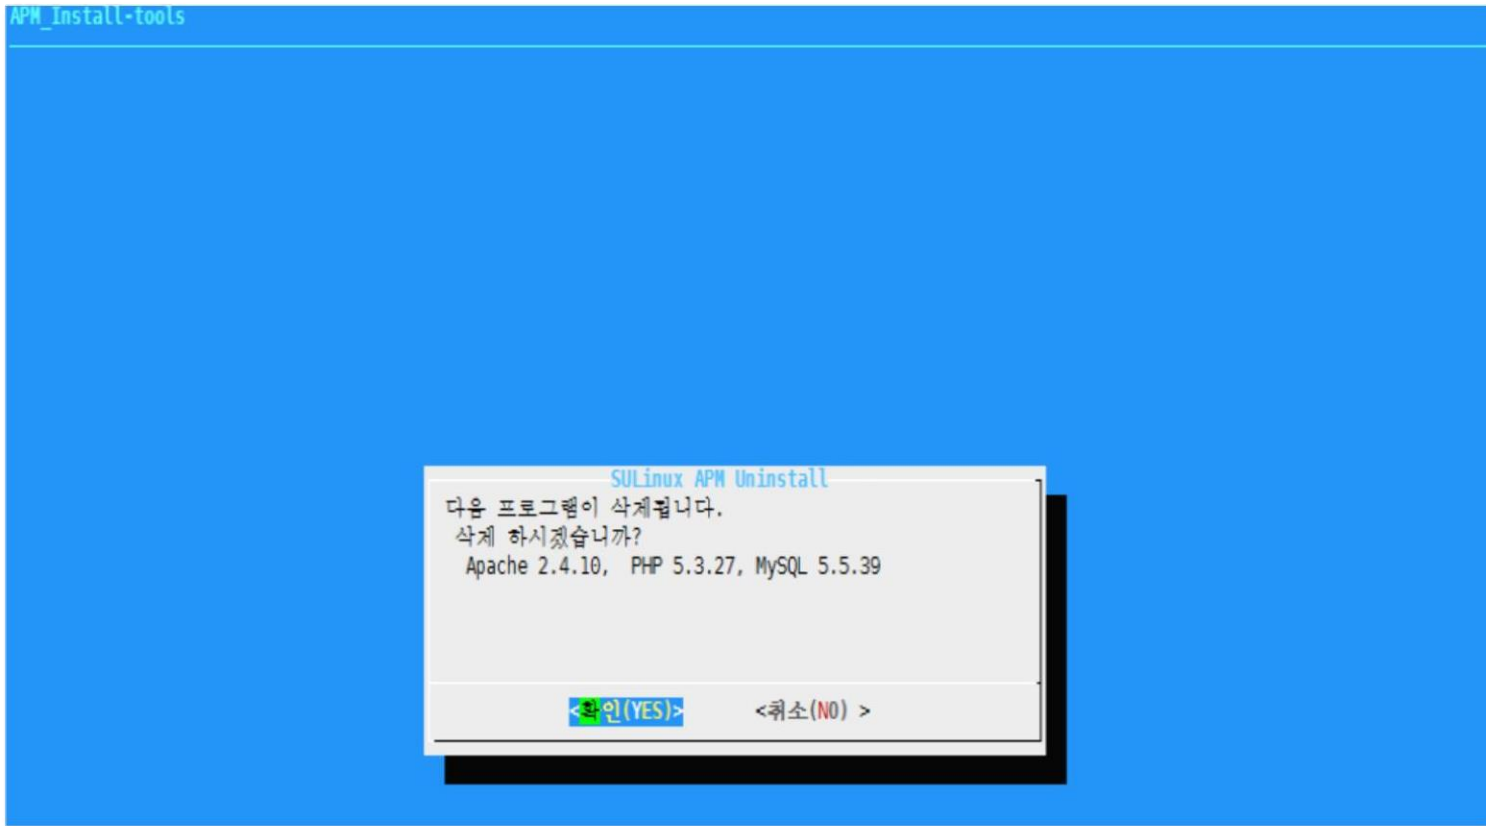 APM_Install-tools
SULinux APM Uninstall
다음 프로그램이 삭제됩니다.
삭제 하시겠습니까?
Apache 2.4.10, PHP 5.3.27, MySQL 5.5.39
<확인(YES)> <취소(NO) >